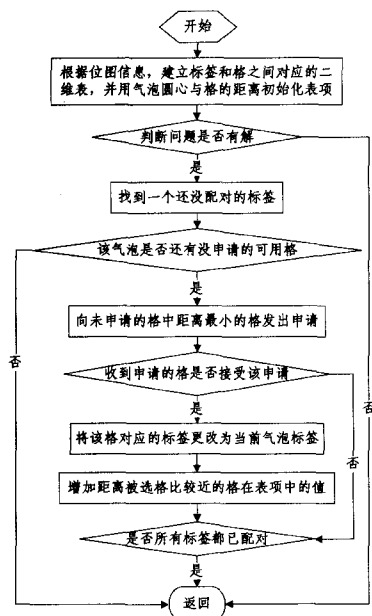 开始
根据位图信息，建立标签和格之间对应的二
维表，并用气泡圆心与格的距离初始化表项
判断问题是否有解
是
找到一个还没配对的标签
该气泡是否还有没申请的可用格
是
向未申请的格中距离最小的格发出申请
否
否
收到申请的格是否接受该申请
是
将该格对应的标签更改为当前气泡标签
否
增加距离被选格比较近的格在表项中的值
是否所有标签都已配对
是
返回